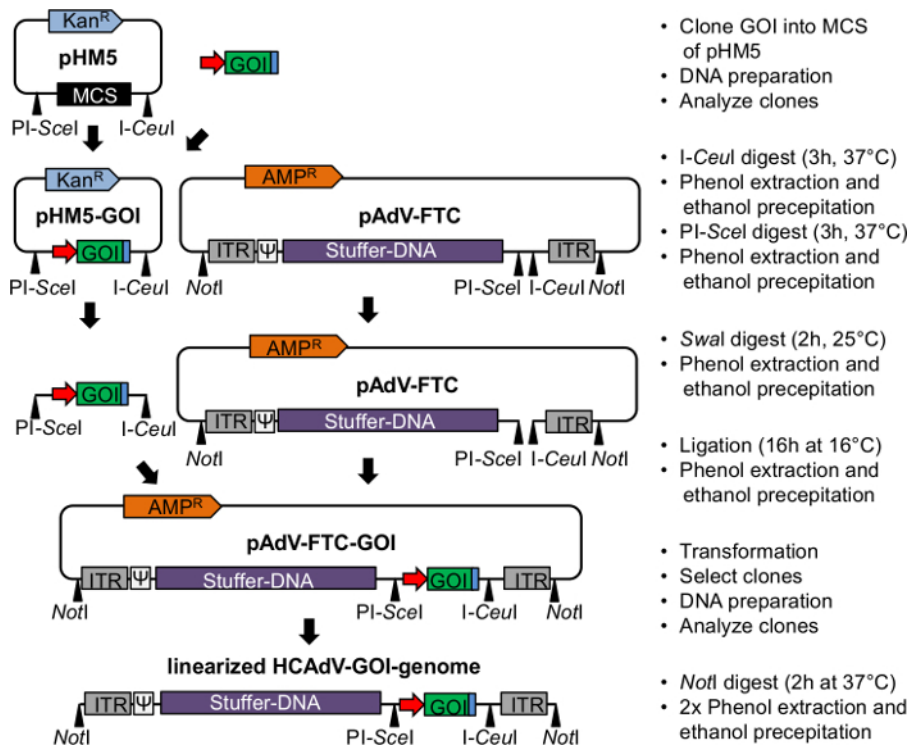 Kan^R
pHM5
MCS
PI-SceI
I-CeuI
GOI
Kan^R
pHM5-GOI
GOI
PI-SceI
I-CeuI
AMP^R
pAdV-FTC
ITR
Ψ
Stuffer-DNA
ITR
NotI
PI-SceI
I-CeuI
NotI
GOI
PI-SceI
I-CeuI
AMP^R
pAdV-FTC
ITR
Ψ
Stuffer-DNA
ITR
NotI
PI-SceI
I-CeuI
NotI
AMP^R
pAdV-FTC-GOI
ITR
Ψ
Stuffer-DNA
GOI
ITR
NotI
PI-SceI
I-CeuI
NotI
linearized HCAdV-GOI-genome
ITR
Ψ
Stuffer-DNA
GOI
ITR
NotI
PI-SceI
I-CeuI
NotI
• Clone GOI into MCS
of pHM5
• DNA preparation
• Analyze clones
• I-CeuI digest (3h, 37°C)
• Phenol extraction and
ethanol precepitation
• PI-SceI digest (3h, 37°C)
• Phenol extraction and
ethanol precepitation
• SwaI digest (2h, 25°C)
• Phenol extraction and
ethanol precepitation
• Ligation (16h at 16°C)
• Phenol extraction and
ethanol precepitation
• Transformation
• Select clones
• DNA preparation
• Analyze clones
• NotI digest (2h at 37°C)
• 2x Phenol extraction and
ethanol precepitation